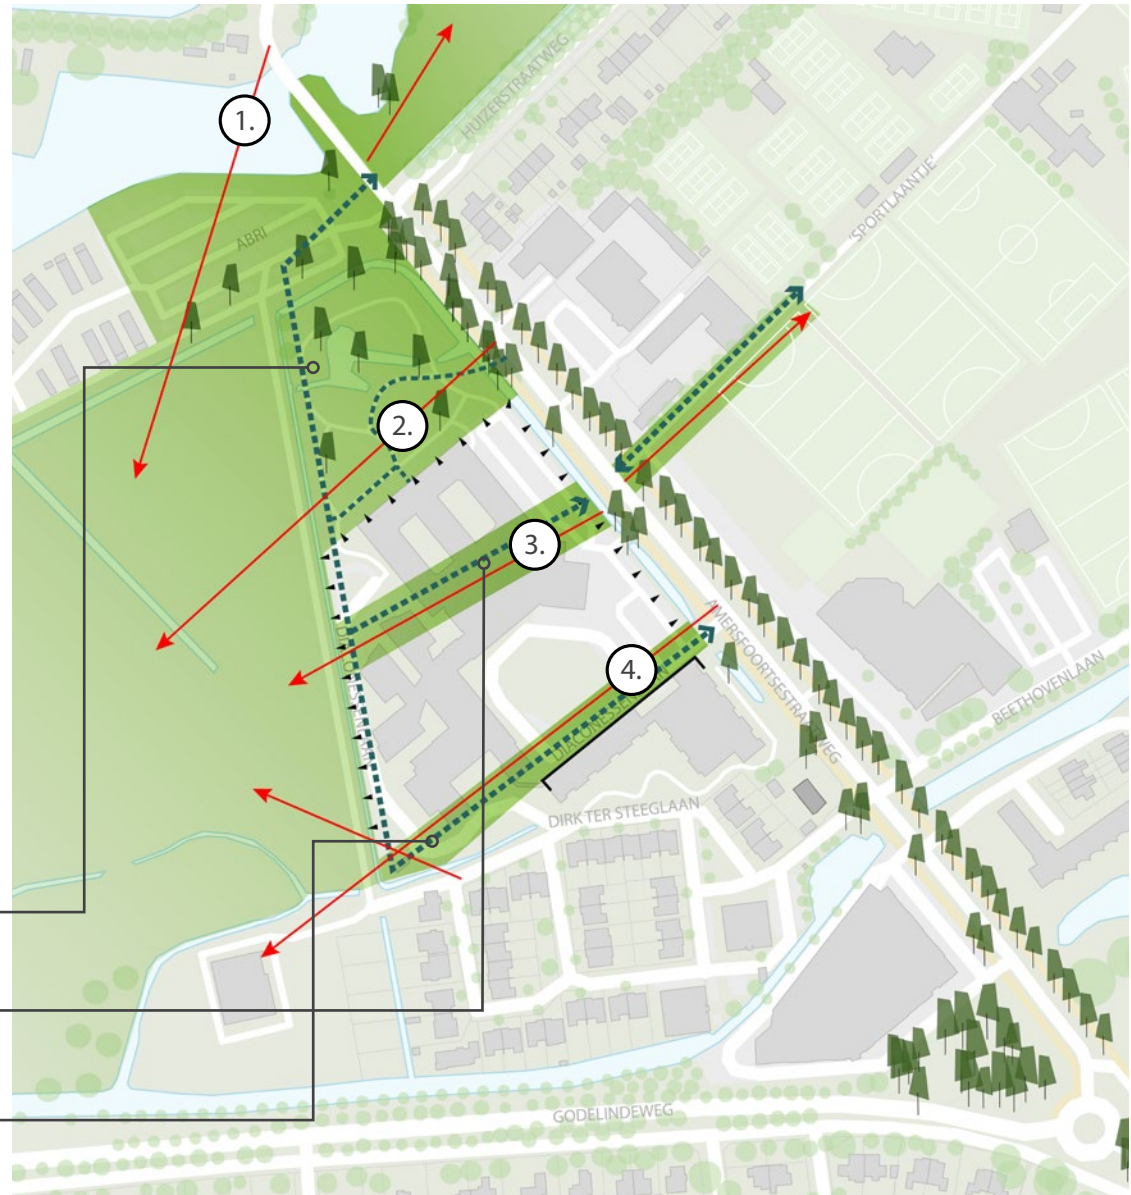 1.
HUIZERSTRAATWEG
'SPORTLAANTJE'
ABRI
2.
3.
4.
AMERSFOORTSESTRAATWEG
BEETHOVENLAAN
DIRK TER STEEGLAAN
GODELINDEWEG